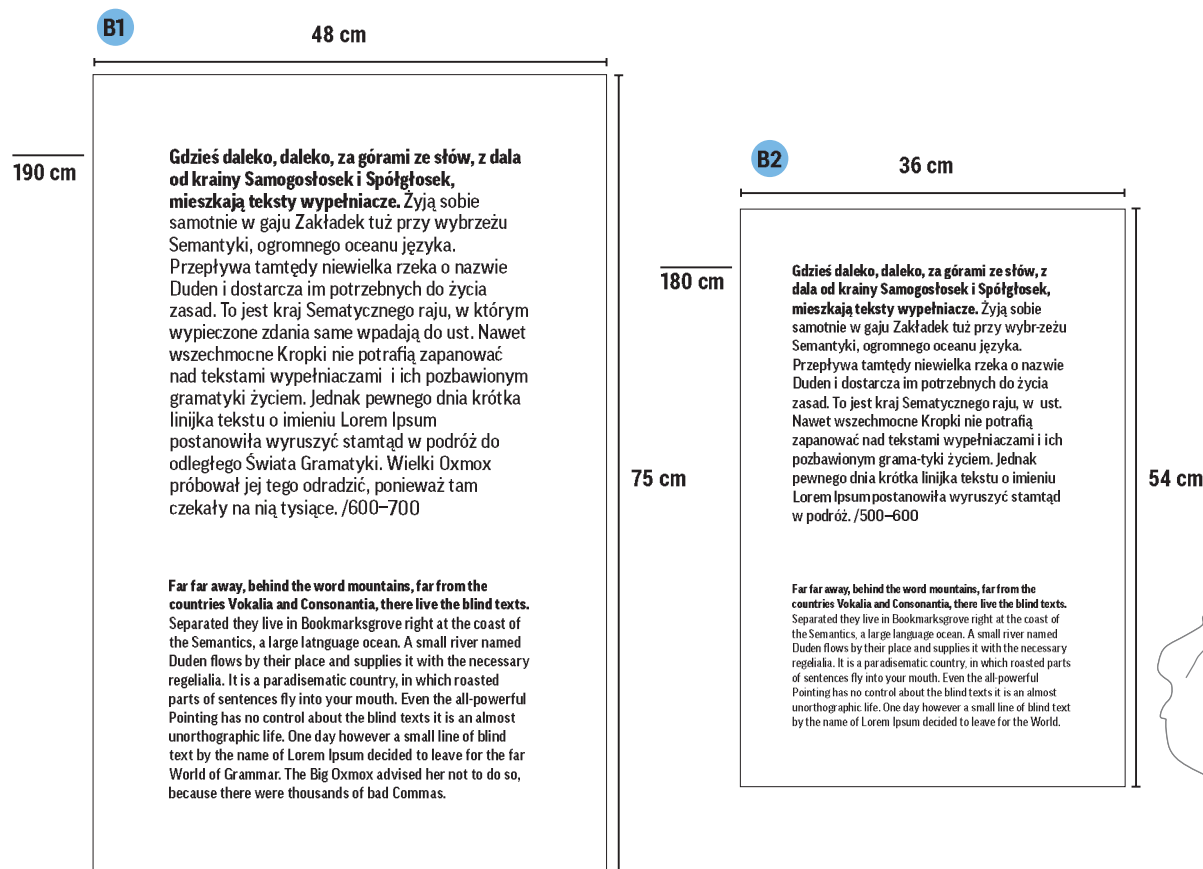 B1
48 cm
190 cm
Gdzieś daleko, daleko, za górami ze słów, z dala
od krainy Samogosłosek i Spółgłosek,
mieszkają teksty wypełniacze. Żyją sobie
samotnie w gaju Zakładek tuż przy wybrzeżu
Semantyki, ogromnego oceanu języka.
Przepływa tamtędy niewielka rzeka o nazwie
Duden i dostarcza im potrzebnych do życia
zasad. To jest kraj Sematycznego raju, w którym
wypieczone zdania same wpadają do ust. Nawet
wszechmocne Kropki nie potrafią zapanować
nad tekstami wypełniaczami i ich pozbawionym
gramatyki życiem. Jednak pewnego dnia krótka
linijka tekstu o imieniu Lorem Ipsum
postanowiła wyruszyć stamtąd w podróż do
odległego Świata Gramatyki. Wielki Oxmox
próbował jej tego odradzić, ponieważ tam
czekały na nią tysiące. /600–700
75 cm
Far far away, behind the word mountains, far from the
countries Vokalia and Consonantia, there live the blind texts.
Separated they live in Bookmarksgrove right at the coast of
the Semantics, a large latnguage ocean. A small river named
Duden flows by their place and supplies it with the necessary
regelialia. It is a paradisematic country, in which roasted
parts of sentences fly into your mouth. Even the all-powerful
Pointing has no control about the blind texts it is an almost
unorthographic life. One day however a small line of blind
text by the name of Lorem Ipsum decided to leave for the far
World of Grammar. The Big Oxmox advised her not to do so,
because there were thousands of bad Commas.
B2
36 cm
180 cm
Gdzieś daleko, daleko, za górami ze słów, z
dala od krainy Samogosłosek i Spółgłosek,
mieszkają teksty wypełniacze. Żyją sobie
samotnie w gaju Zakładek tuż przy wybr-zeżu
Semantyki, ogromnego oceanu języka.
Przepływa tamtędy niewielka rzeka o nazwie
Duden i dostarcza im potrzebnych do życia
zasad. To jest kraj Sematycznego raju, w ust.
Nawet wszechmocne Kropki nie potrafią
zapanować nad tekstami wypełniaczami i ich
pozbawionym grama-tyki życiem. Jednak
pewnego dnia krótka linijka tekstu o imieniu
Lorem Ipsum postanowiła wyruszyć stamtąd
w podróż. /500–600
54 cm
Far far away, behind the word mountains, far from the
countries Vokalia and Consonantia, there live the blind texts.
Separated they live in Bookmarksgrove right at the coast of
the Semantics, a large language ocean. A small river named
Duden flows by their place and supplies it with the necessary
regelialia. It is a paradisematic country, in which roasted parts
of sentences fly into your mouth. Even the all-powerful
Pointing has no control about the blind texts it is an almost
unorthographic life. One day however a small line of blind text
by the name of Lorem Ipsum decided to leave for the World.